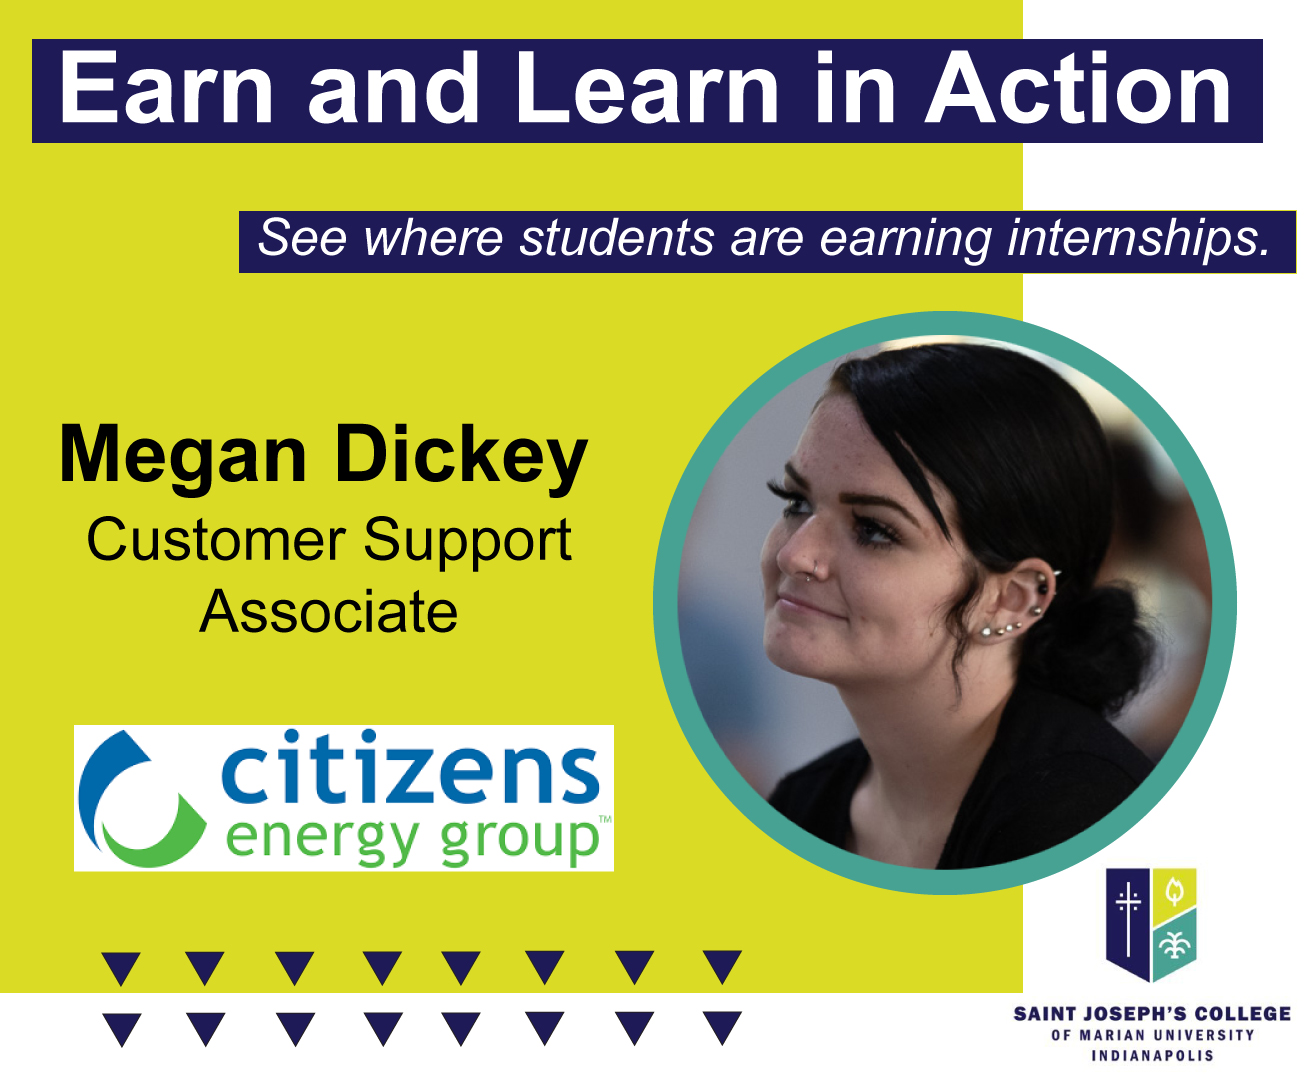 Earn and Learn in Action
See where students are earning internships.
Megan Dickey
Customer Support
Associate
citizens
energy group™
SAINT JOSEPH'S COLLEGE
OF MARIAN UNIVERSITY
INDIANAPOLIS